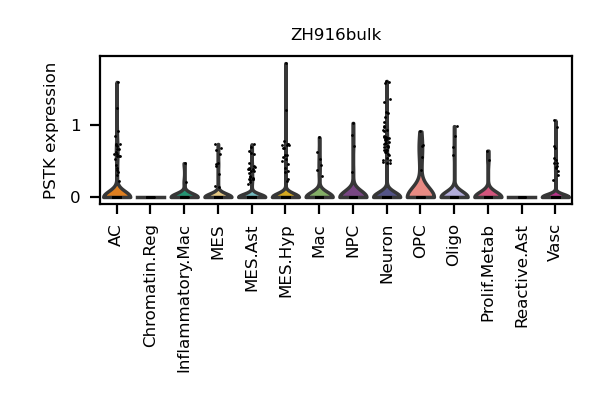 ZH916bulk
PSTK expression
1
0
AC
Chromatin.Reg
Inflammatory.Mac
MES
MES.Ast
MES.Hyp
Mac
NPC
Neuron
OPC
Oligo
Prolif.Metab
Reactive.Ast
Vasc